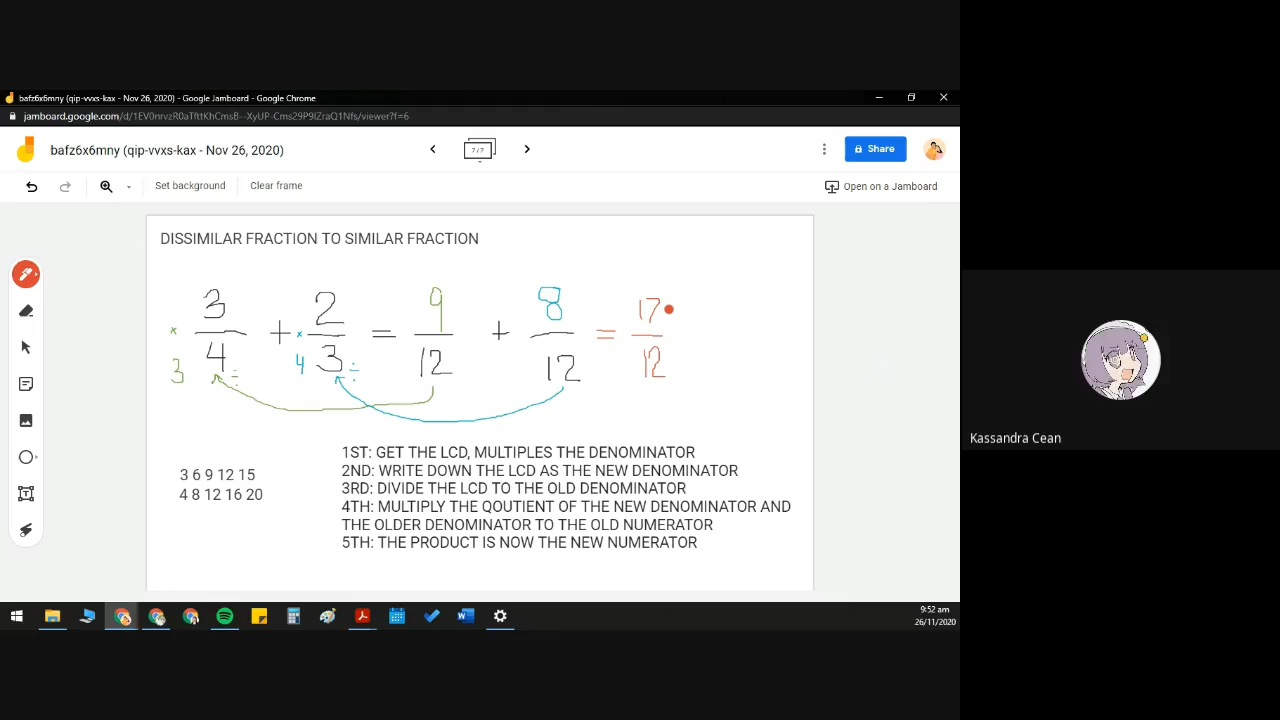 bafz6x6mny (qip-vvxs-kax - Nov 26, 2020) - Google Jamboard - Google Chrome
bafz6x6mny (qip-vvxs-kax - Nov 26, 2020)
7/7
Share
Set background
Clear frame
Open on a Jamboard
DISSIMILAR FRACTION TO SIMILAR FRACTION
3 2 9 8 17
× + × = + =
3 4 4 3 12 12 12
÷ ÷
3 6 9 12 15
4 8 12 16 20
1ST: GET THE LCD, MULTIPLES THE DENOMINATOR
2ND: WRITE DOWN THE LCD AS THE NEW DENOMINATOR
3RD: DIVIDE THE LCD TO THE OLD DENOMINATOR
4TH: MULTIPLY THE QOUTIENT OF THE NEW DENOMINATOR AND
THE OLDER DENOMINATOR TO THE OLD NUMERATOR
5TH: THE PRODUCT IS NOW THE NEW NUMERATOR
Kassandra Cean
9:52 am
26/11/2020